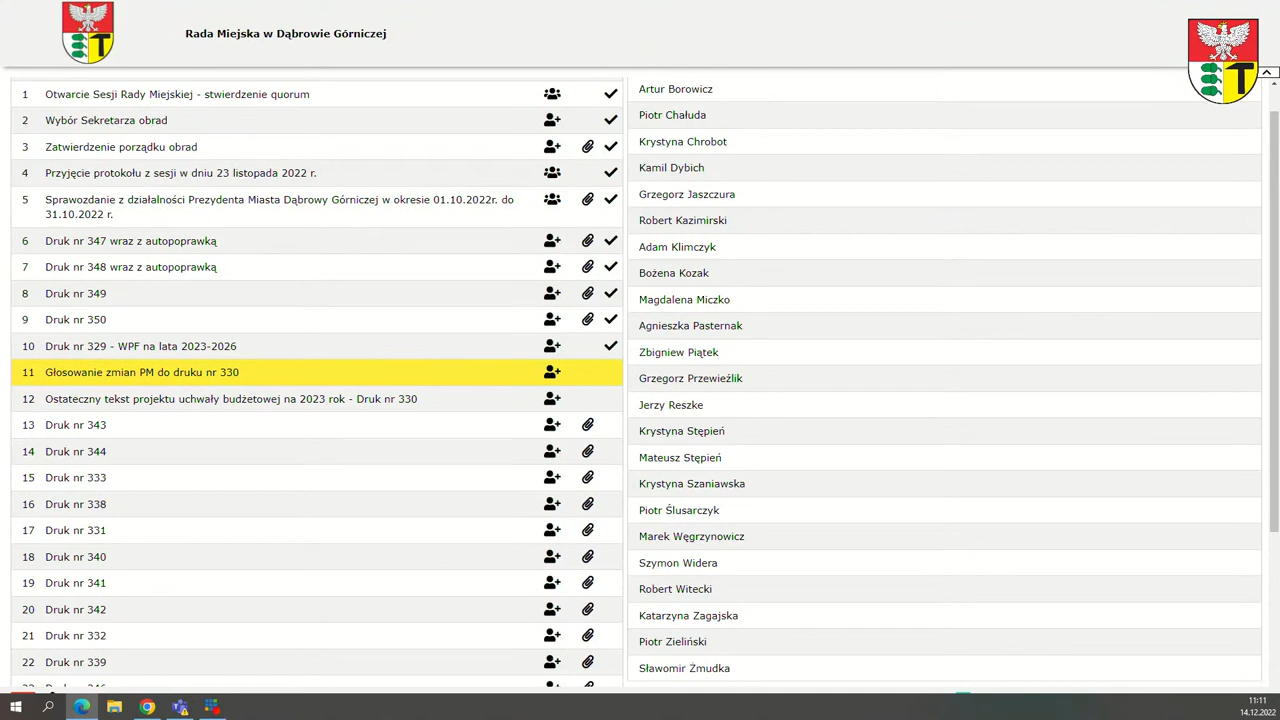 Rada Miejska w Dąbrowie Górniczej
1 Otwarcie Sesji Rady Miejskiej - stwierdzenie quorum
2 Wybór Sekretarza obrad
3 Zatwierdzenie porządku obrad
4 Przyjęcie protokołu z sesji w dniu 23 listopada 2022 r.
5 Sprawozdanie z działalności Prezydenta Miasta Dąbrowy Górniczej w okresie 01.10.2022r. do
31.10.2022 r.
6 Druk nr 347 wraz z autopoprawką
7 Druk nr 348 wraz z autopoprawką
8 Druk nr 349
9 Druk nr 350
10 Druk nr 329 - WPF na lata 2023-2026
11 Głosowanie zmian PM do druku nr 330
12 Ostateczny tekst projektu uchwały budżetowej na 2023 rok - Druk nr 330
13 Druk nr 343
14 Druk nr 344
15 Druk nr 333
16 Druk nr 338
17 Druk nr 331
18 Druk nr 340
19 Druk nr 341
20 Druk nr 342
21 Druk nr 332
22 Druk nr 339
Artur Borowicz
Piotr Chałuda
Krystyna Chrobot
Kamil Dybich
Grzegorz Jaszczura
Robert Kazimirski
Adam Klimczyk
Bożena Kozak
Magdalena Miczko
Agnieszka Pasternak
Zbigniew Piątek
Grzegorz Przewieźlik
Jerzy Reszke
Krystyna Stępień
Mateusz Stępień
Krystyna Szaniawska
Piotr Ślusarczyk
Marek Węgrzynowicz
Szymon Widera
Robert Witecki
Katarzyna Zagajska
Piotr Zieliński
Sławomir Żmudka
11:11
14.12.2022